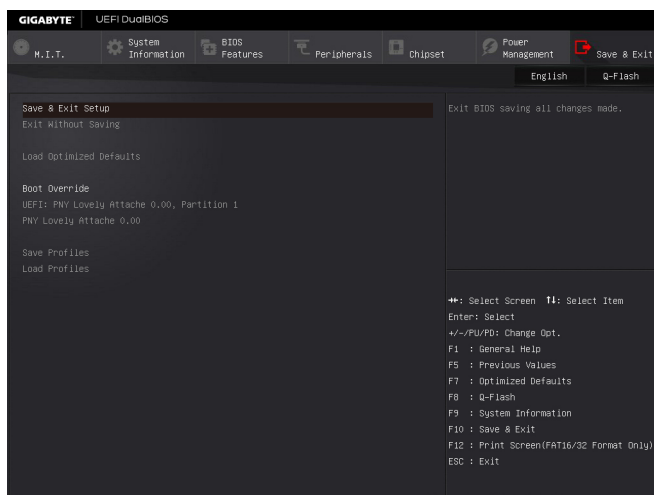 GIGABYTE™ UEFI DualBIOS
M.I.T.
System Information
BIOS Features
Peripherals
Chipset
Power Management
Save & Exit
English
Q-Flash
Save & Exit Setup
Exit Without Saving
Load Optimized Defaults
Boot Override
UEFI: PNY Lovely Attache 0.00, Partition 1
PNY Lovely Attache 0.00
Save Profiles
Load Profiles
Exit BIOS saving all changes made.
→←: Select Screen ↑↓: Select Item
Enter: Select
+/-/PU/PD: Change Opt.
F1 : General Help
F5 : Previous Values
F7 : Optimized Defaults
F8 : Q-Flash
F9 : System Information
F10 : Save & Exit
F12 : Print Screen(FAT16/32 Format Only)
ESC : Exit